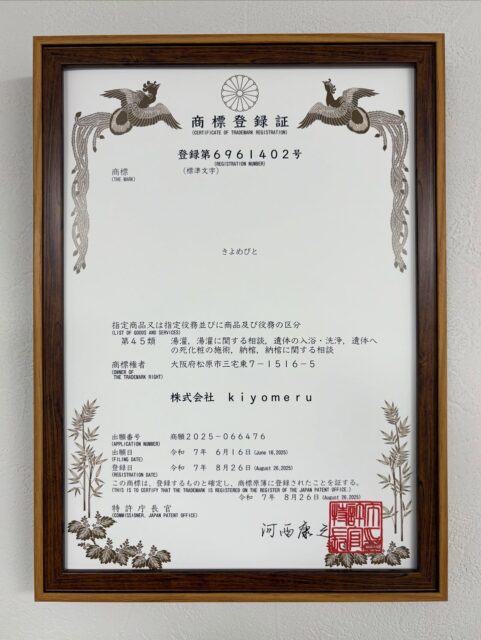 商標登録証
(CERTIFICATE OF TRADEMARK REGISTRATION)
登録第6961402号
(REGISTRATION NUMBER)
商標 (標準文字)
(THE MARK)
きよめびと
指定商品又は指定役務並びに商品及び役務の区分
(LIST OF GOODS AND SERVICES)
第45類 湯灌，湯灌に関する相談，遺体の入浴・洗浄，遺体へ
の死化粧の施術，納棺，納棺に関する相談
商標権者 大阪府松原市三宅東7-1516-5
(OWNER OF
THE TRADEMARK RIGHT)
株式会社 kiyomeru
出願番号 商願2025-066476
(APPLICATION NUMBER)
出願日 令和 7年 6月16日(June 16,2025)
(FILING DATE)
登録日 令和 7年 8月26日(August 26,2025)
(REGISTRATION DATE)
この商標は、登録するものと確定し、商標原簿に登録されたことを証する。
(THIS IS TO CERTIFY THAT THE TRADEMARK IS REGISTERED ON THE REGISTER OF THE JAPAN PATENT OFFICE.)
令和 7年 8月26日(August 26,2025)
特許庁長官
(COMMISSIONER, JAPAN PATENT OFFICE)
河西康之